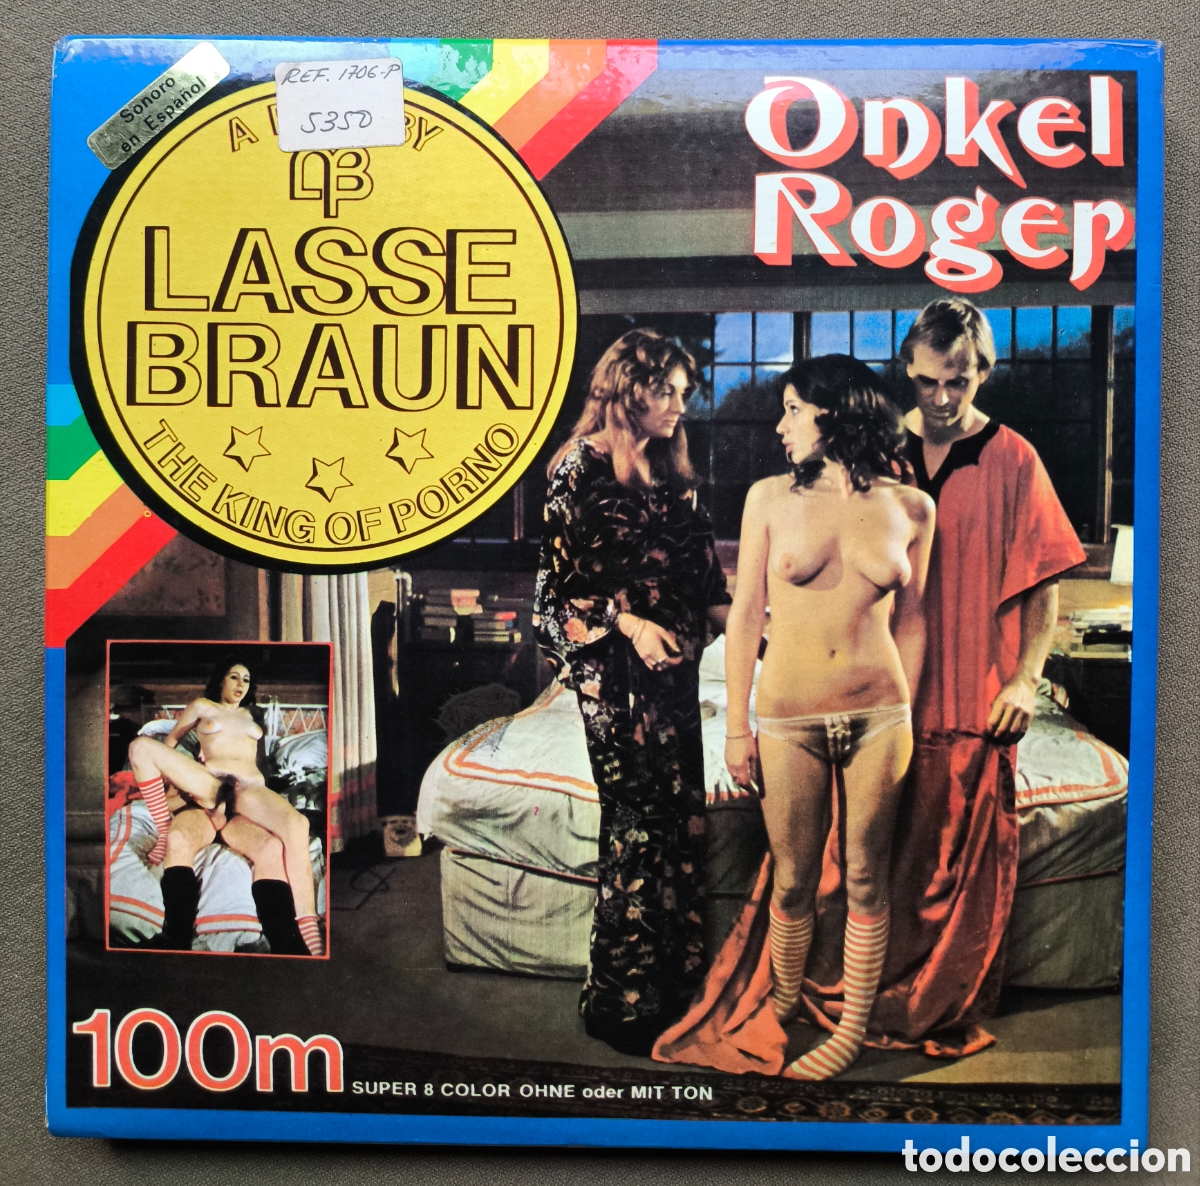 Sonoro
en Español
REF. 1706-P
5350
A BY
LB
LASSE
BRAUN
THE KING OF PORNO
Onkel
Roger
100m
SUPER 8 COLOR OHNE oder MIT TON
todocoleccion